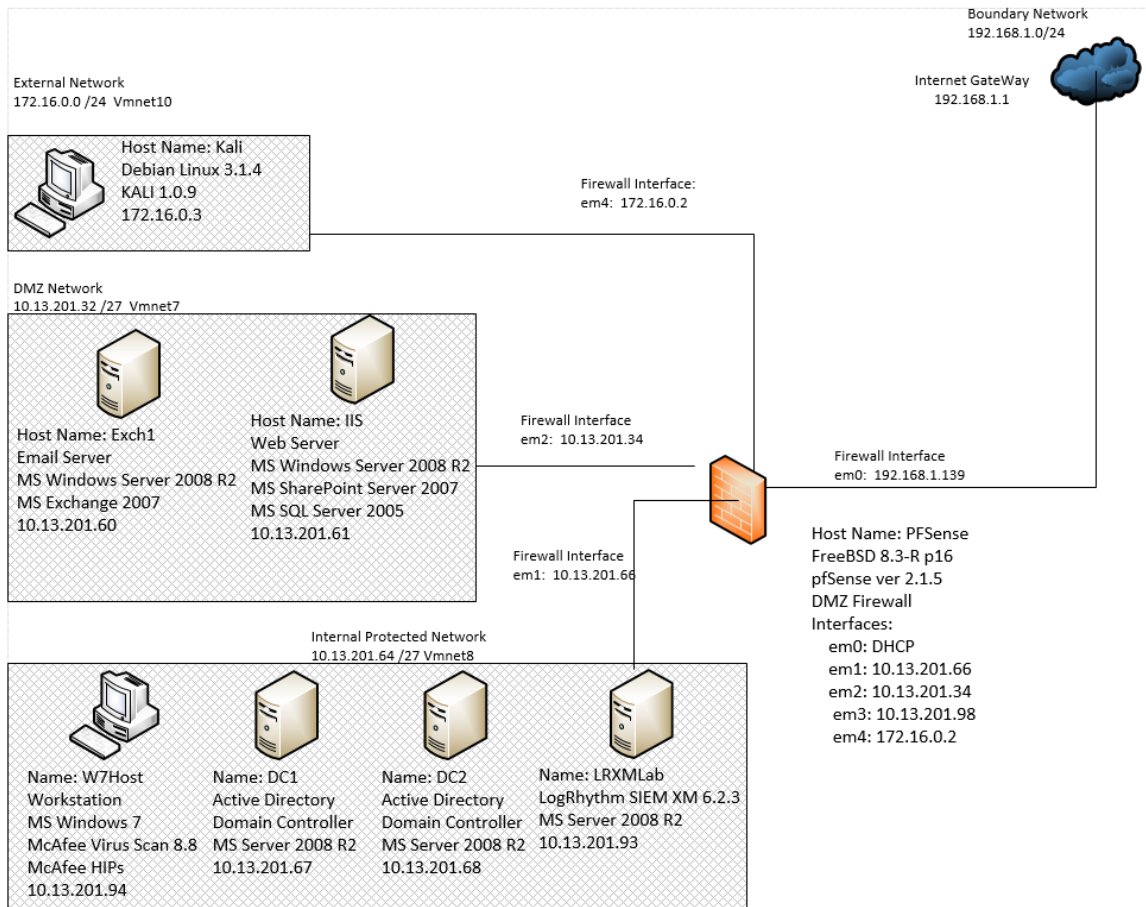 Boundary Network
192.168.1.0/24
Internet GateWay
192.168.1.1
External Network
172.16.0.0 /24  Vmnet10
Host Name: Kali
Debian Linux 3.1.4
KALI 1.0.9
172.16.0.3
Firewall Interface:
em4:  172.16.0.2
DMZ Network
10.13.201.32 /27  Vmnet7
Host Name: Exch1
Email Server
MS Windows Server 2008 R2
MS Exchange 2007
10.13.201.60
Host Name: IIS
Web Server
MS Windows Server 2008 R2
MS SharePoint Server 2007
MS SQL Server 2005
10.13.201.61
Firewall Interface
em2:  10.13.201.34
Firewall Interface
em0:  192.168.1.139
Firewall Interface
em1:  10.13.201.66
Host Name: PFSense
FreeBSD 8.3-R p16
pfSense ver 2.1.5
DMZ Firewall
Interfaces:
em0: DHCP
em1: 10.13.201.66
em2: 10.13.201.34
em3: 10.13.201.98
em4: 172.16.0.2
Internal Protected Network
10.13.201.64 /27 Vmnet8
Name: W7Host
Workstation
MS Windows 7
McAfee Virus Scan 8.8
McAfee HIPs
10.13.201.94
Name: DC1
Active Directory
Domain Controller
MS Server 2008 R2
10.13.201.67
Name: DC2
Active Directory
Domain Controller
MS Server 2008 R2
10.13.201.68
Name: LRXMLab
LogRhythm SIEM XM 6.2.3
MS Server 2008 R2
10.13.201.93